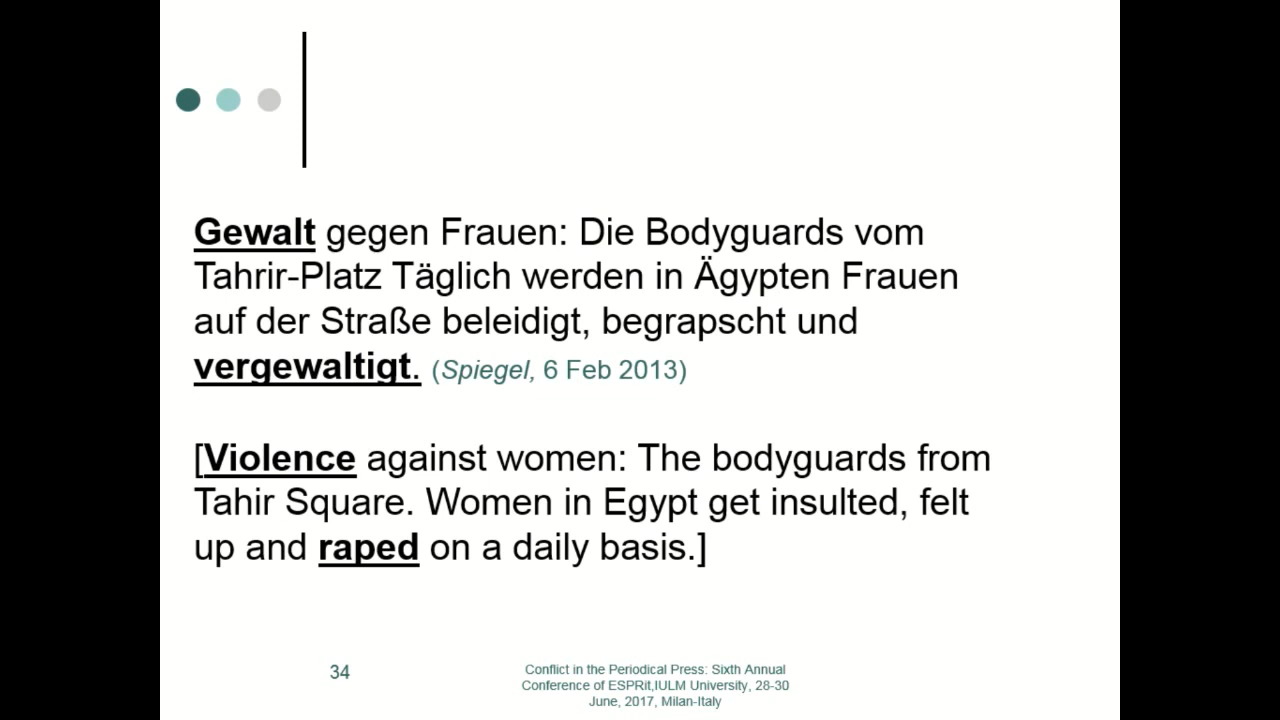 Gewalt gegen Frauen: Die Bodyguards vom
Tahrir-Platz Täglich werden in Ägypten Frauen
auf der Straße beleidigt, begrapscht und
vergewaltigt. (Spiegel, 6 Feb 2013)
[Violence against women: The bodyguards from
Tahir Square. Women in Egypt get insulted, felt
up and raped on a daily basis.]
34
Conflict in the Periodical Press: Sixth Annual
Conference of ESPRit,IULM University, 28-30
June, 2017, Milan-Italy